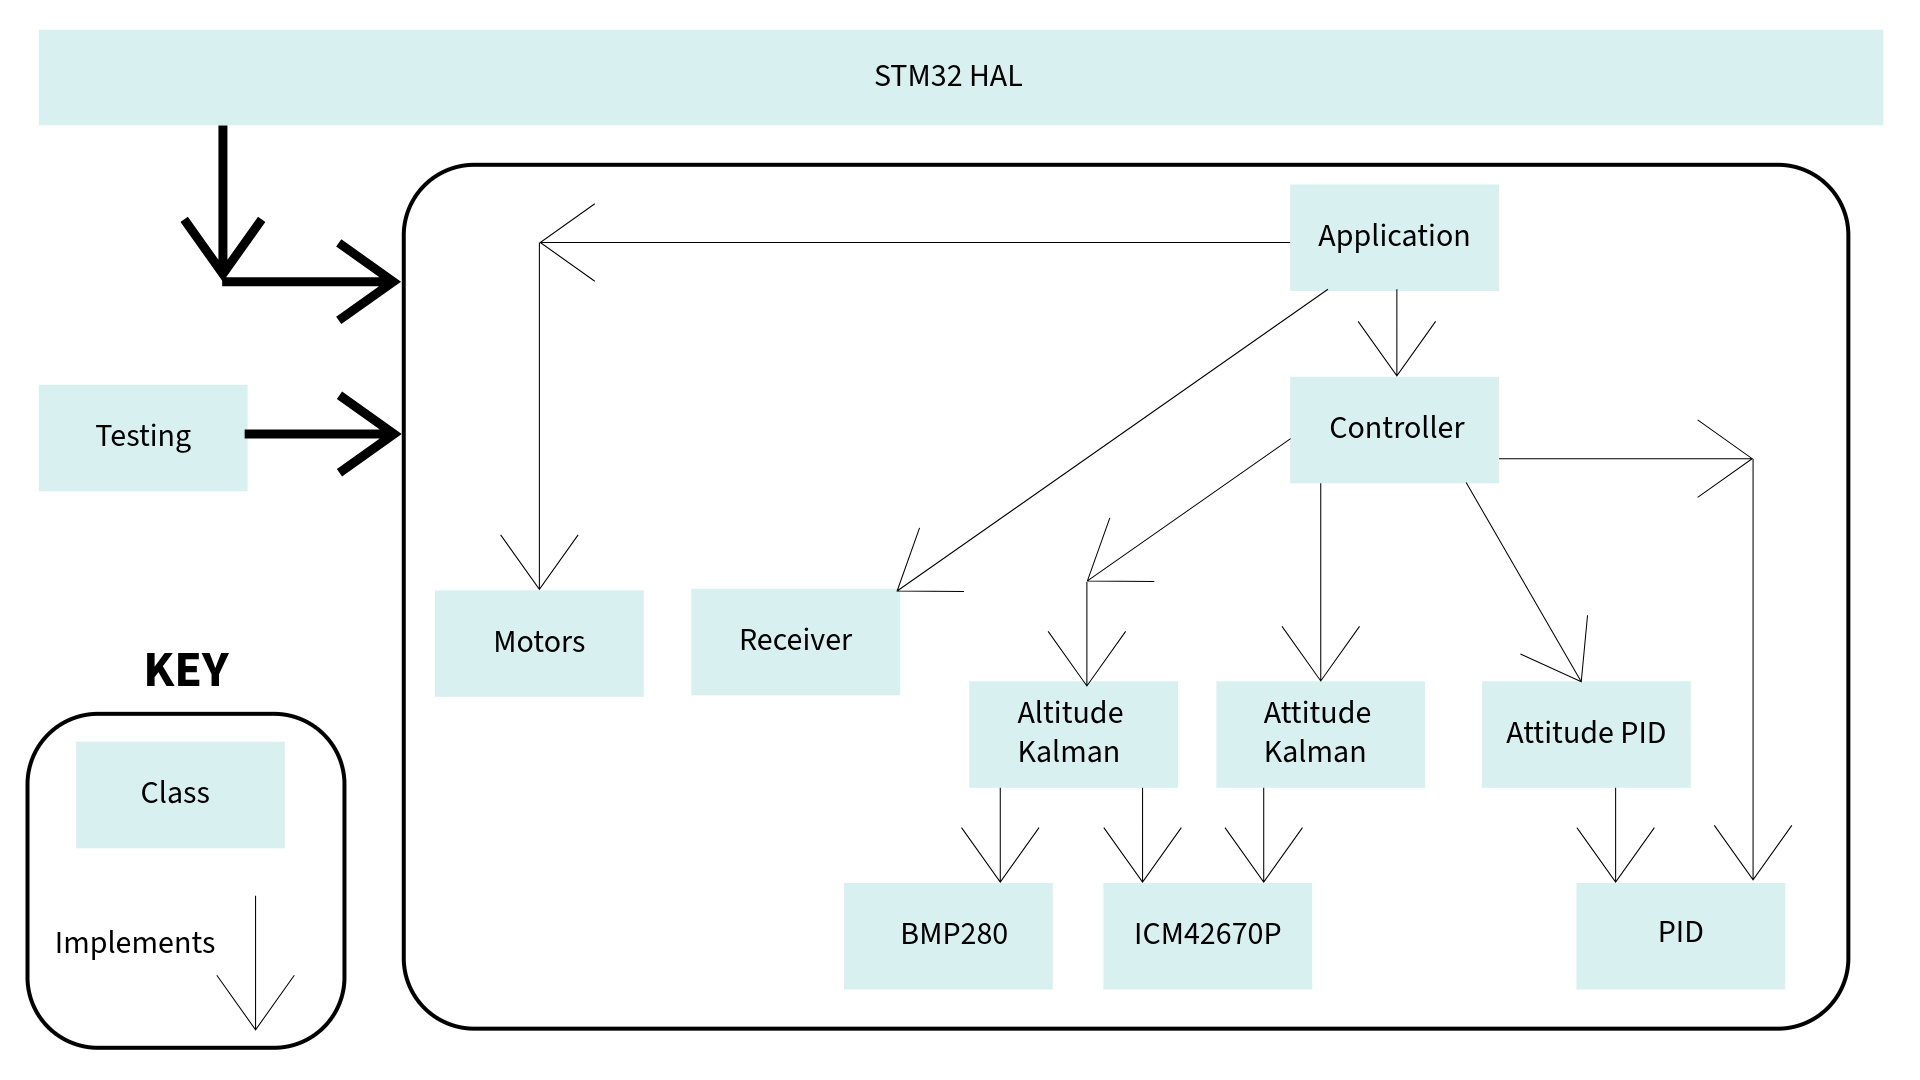 STM32 HAL
Application
Controller
Testing
Motors
Receiver
Altitude
Kalman
Attitude
Kalman
Attitude PID
BMP280
ICM42670P
PID
KEY
Class
Implements